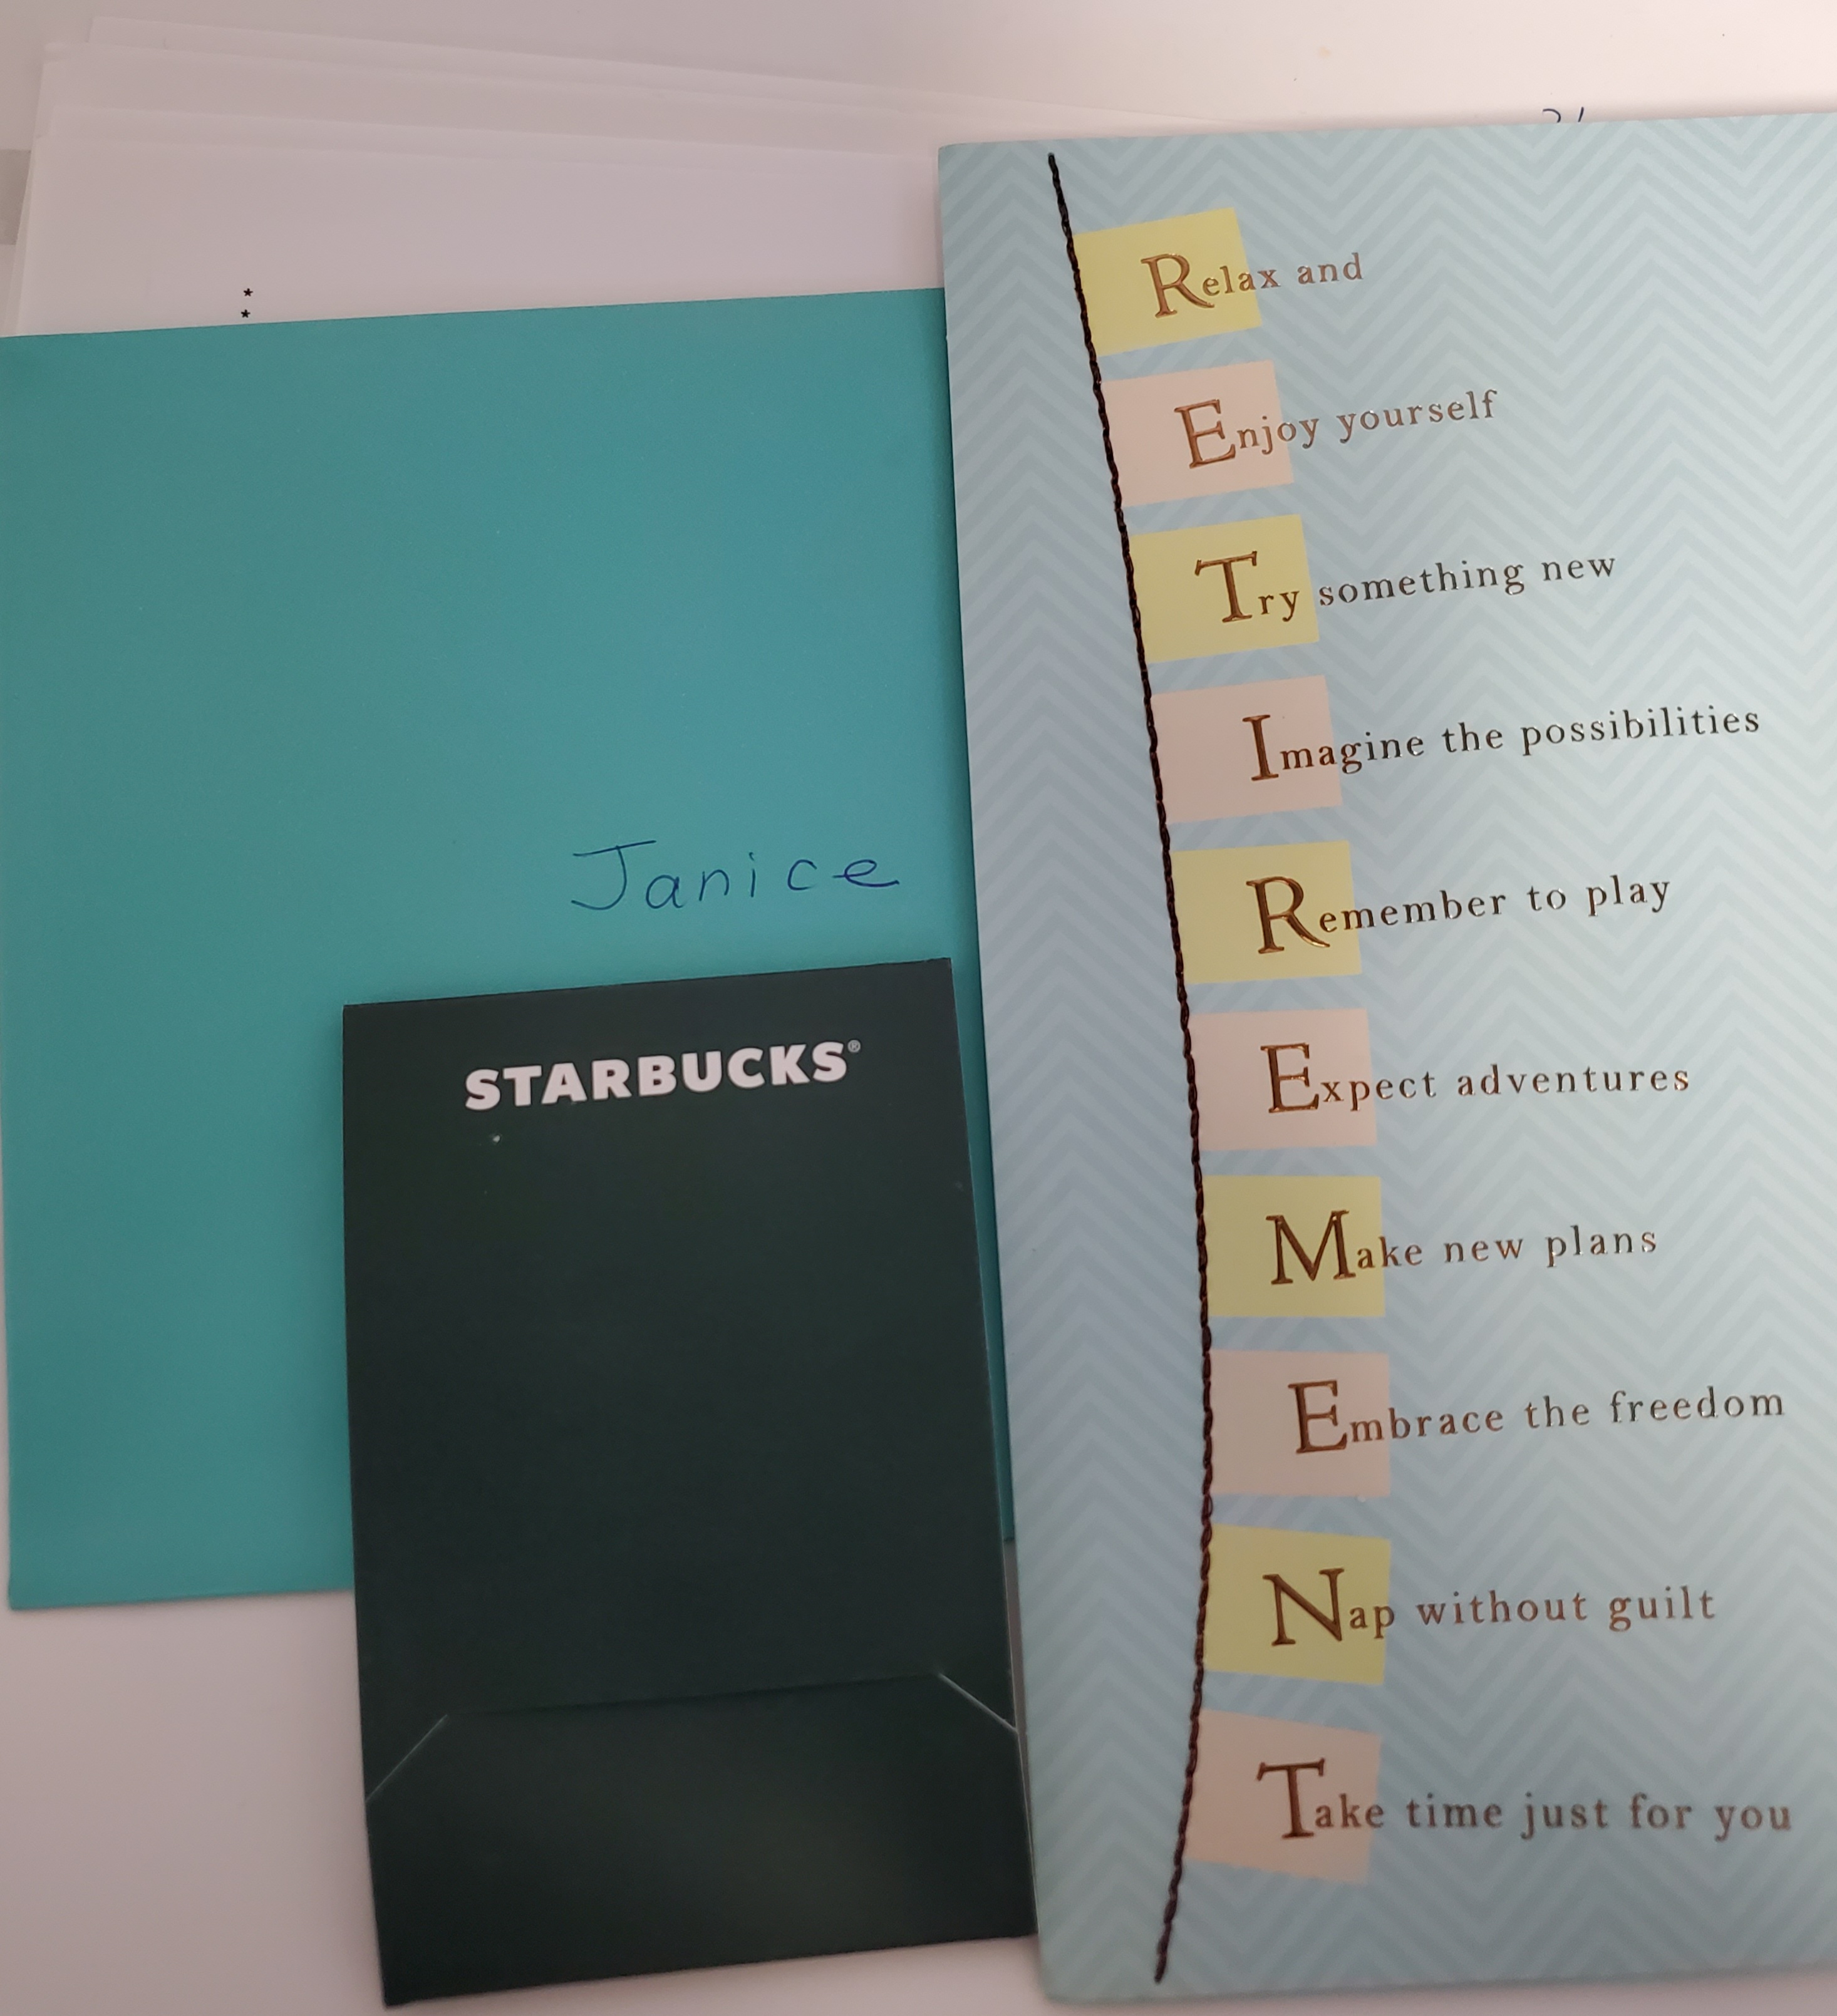 *
*
Janice
STARBUCKS®
Relax and
Enjoy yourself
Try something new
Imagine the possibilities
Remember to play
Expect adventures
Make new plans
Embrace the freedom
Nap without guilt
Take time just for you